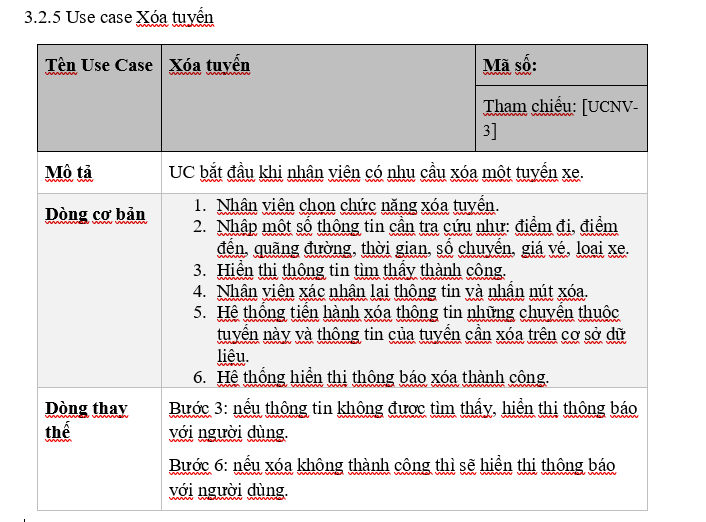 3.2.5 Use case Xóa tuyến
Tên Use Case
Xóa tuyến
Mã số:
Tham chiếu: [UCNV-
3]
Mô tả
UC bắt đầu khi nhân viên có nhu cầu xóa một tuyến xe.
Dòng cơ bản
1. Nhân viên chọn chức năng xóa tuyến.
2. Nhập một số thông tin cần tra cứu như: điểm đi, điểm
đến, quãng đường, thời gian, số chuyến, giá vé, loại xe.
3. Hiển thị thông tin tìm thấy thành công.
4. Nhân viên xác nhận lại thông tin và nhấn nút xóa.
5. Hệ thống tiến hành xóa thông tin những chuyến thuộc
tuyến này và thông tin của tuyến cần xóa trên cơ sở dữ
liệu.
6. Hệ thống hiển thị thông báo xóa thành công.
Dòng thay
thế
Bước 3: nếu thông tin không được tìm thấy, hiển thị thông báo
với người dùng.
Bước 6: nếu xóa không thành công thì sẽ hiển thị thông báo
với người dùng.